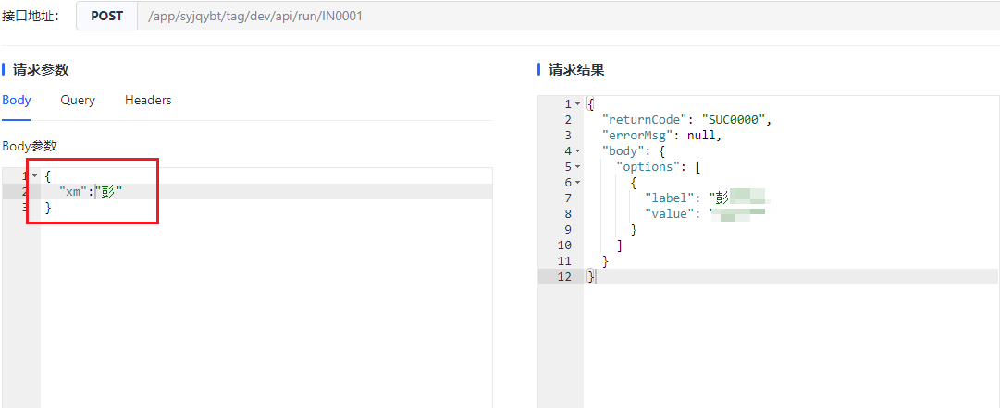 接口地址： POST /app/syjqybt/tag/dev/api/run/IN0001
请求参数
Body Query Headers
Body参数
1 {
2 "xm":"彭"
3 }
请求结果
1 {
2 "returnCode": "SUC0000",
3 "errorMsg": null,
4 "body": {
5 "options": [
6 {
7 "label": "彭
8 "value": "
9 }
10 ]
11 }
12 }